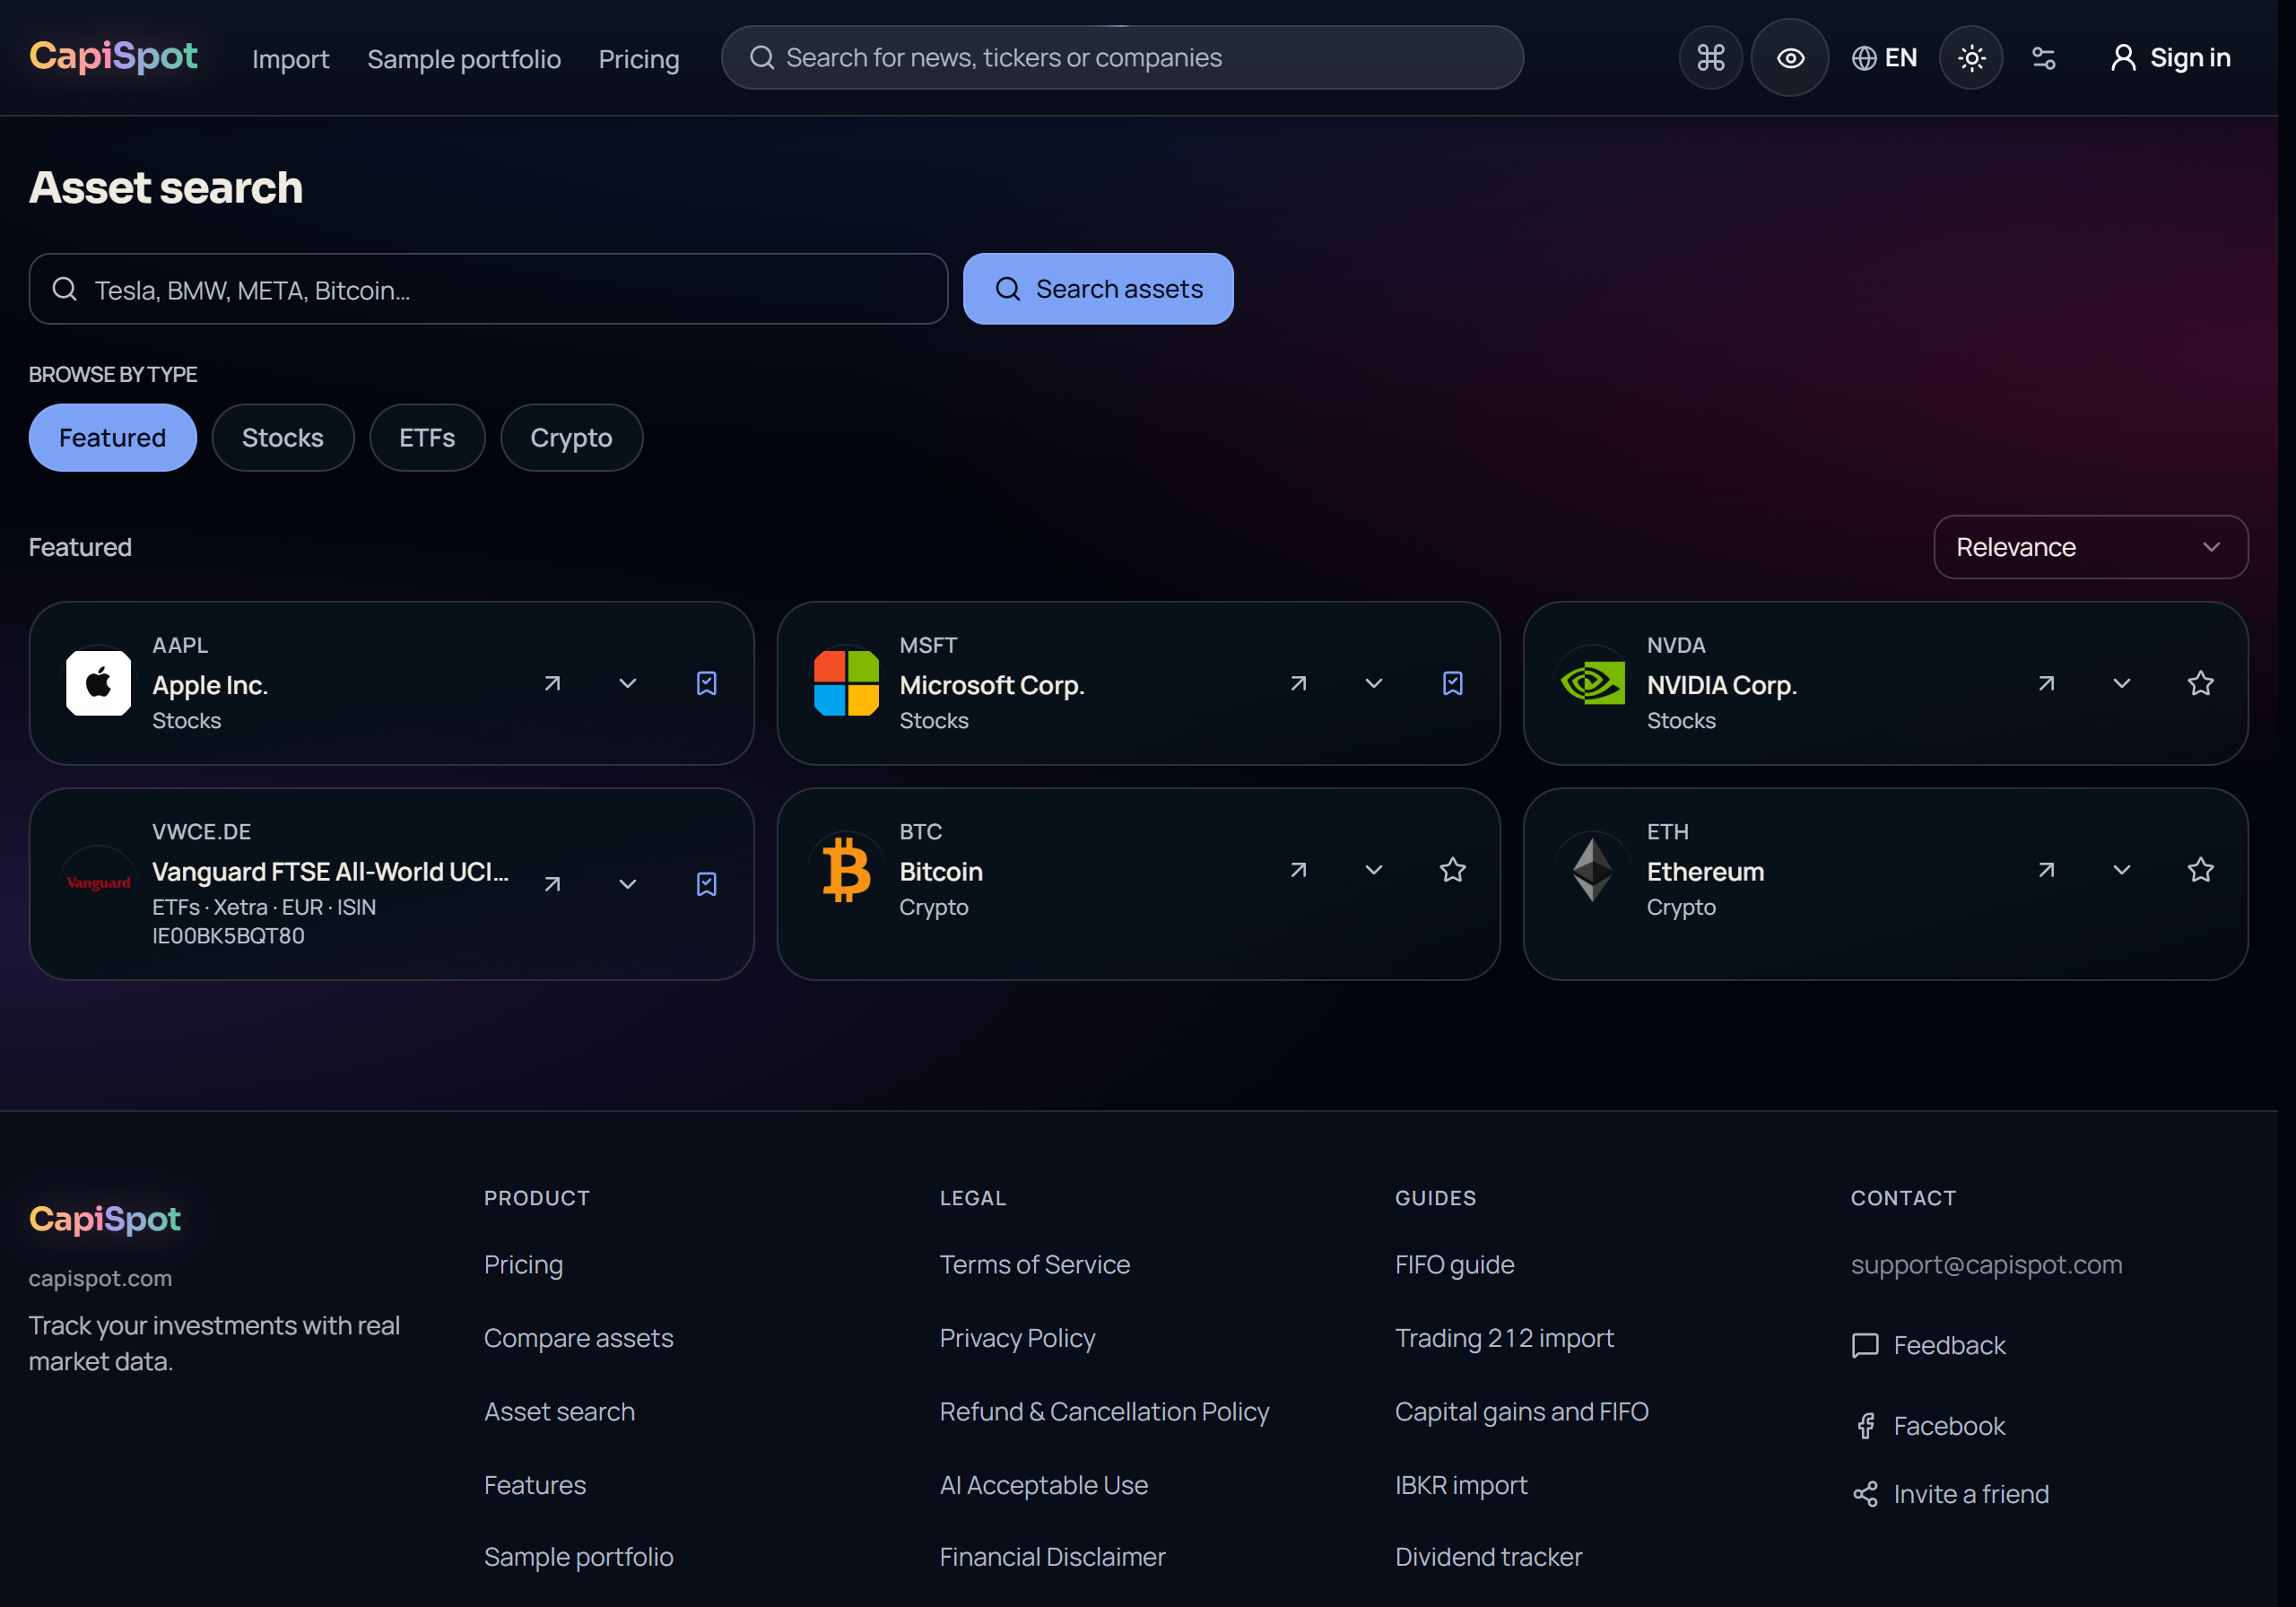 CapiSpot
Import
Sample portfolio
Pricing
Search for news, tickers or companies
EN
Sign in
Asset search
Tesla, BMW, META, Bitcoin...
Search assets
BROWSE BY TYPE
Featured
Stocks
ETFs
Crypto
Featured
Relevance
AAPL
Apple Inc.
Stocks
MSFT
Microsoft Corp.
Stocks
NVDA
NVIDIA Corp.
Stocks
Vanguard
VWCE.DE
Vanguard FTSE All-World UCI...
ETFs · Xetra · EUR · ISIN
IE00BK5BQT80
BTC
Bitcoin
Crypto
ETH
Ethereum
Crypto
CapiSpot
capispot.com
Track your investments with real
market data.
PRODUCT
Pricing
Compare assets
Asset search
Features
Sample portfolio
LEGAL
Terms of Service
Privacy Policy
Refund & Cancellation Policy
AI Acceptable Use
Financial Disclaimer
GUIDES
FIFO guide
Trading 212 import
Capital gains and FIFO
IBKR import
Dividend tracker
CONTACT
support@capispot.com
Feedback
Facebook
Invite a friend